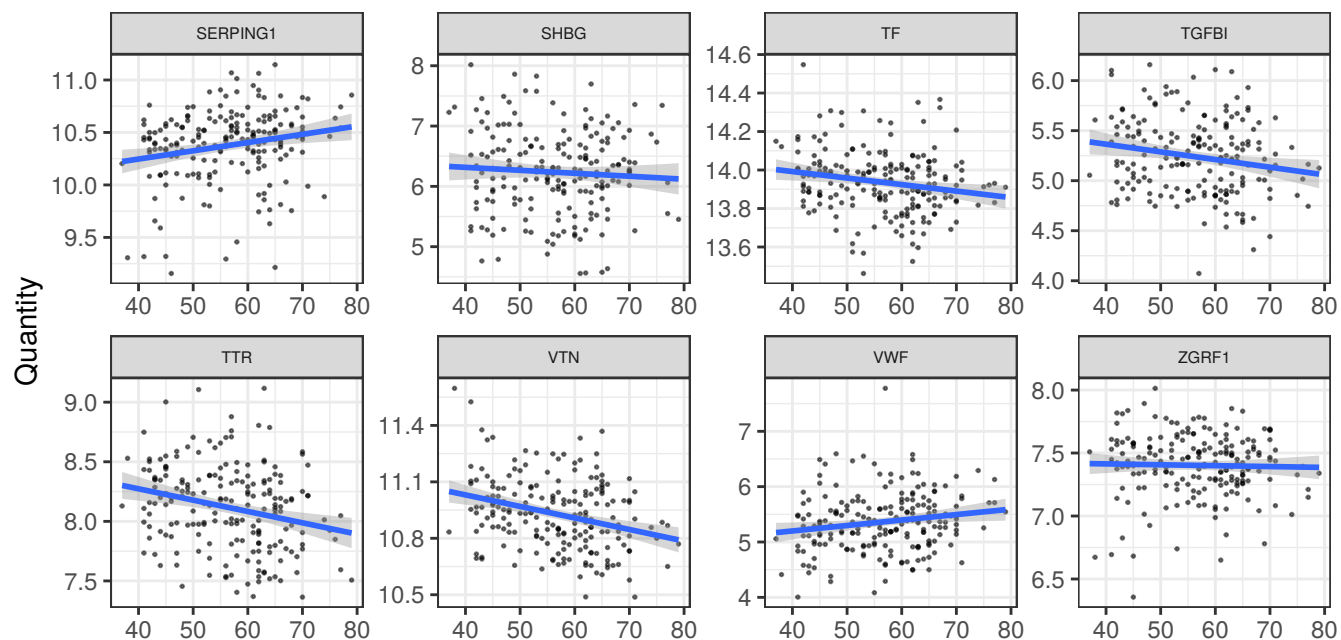 SERPING1 SHBG TF TGFBI
11.0 8 14.6 6.0
10.5 7 14.4 5.5
10.0 6 14.2 5.0
9.5 5 14.0 4.5
13.8 4.0
13.6
40 50 60 70 80 40 50 60 70 80 40 50 60 70 80 40 50 60 70 80
Quantity
TTR VTN VWF ZGRF1
9.0 11.4 7 8.0
8.5 11.1 6 7.5
8.0 10.8 5 7.0
7.5 10.5 4 6.5
40 50 60 70 80 40 50 60 70 80 40 50 60 70 80 40 50 60 70 80